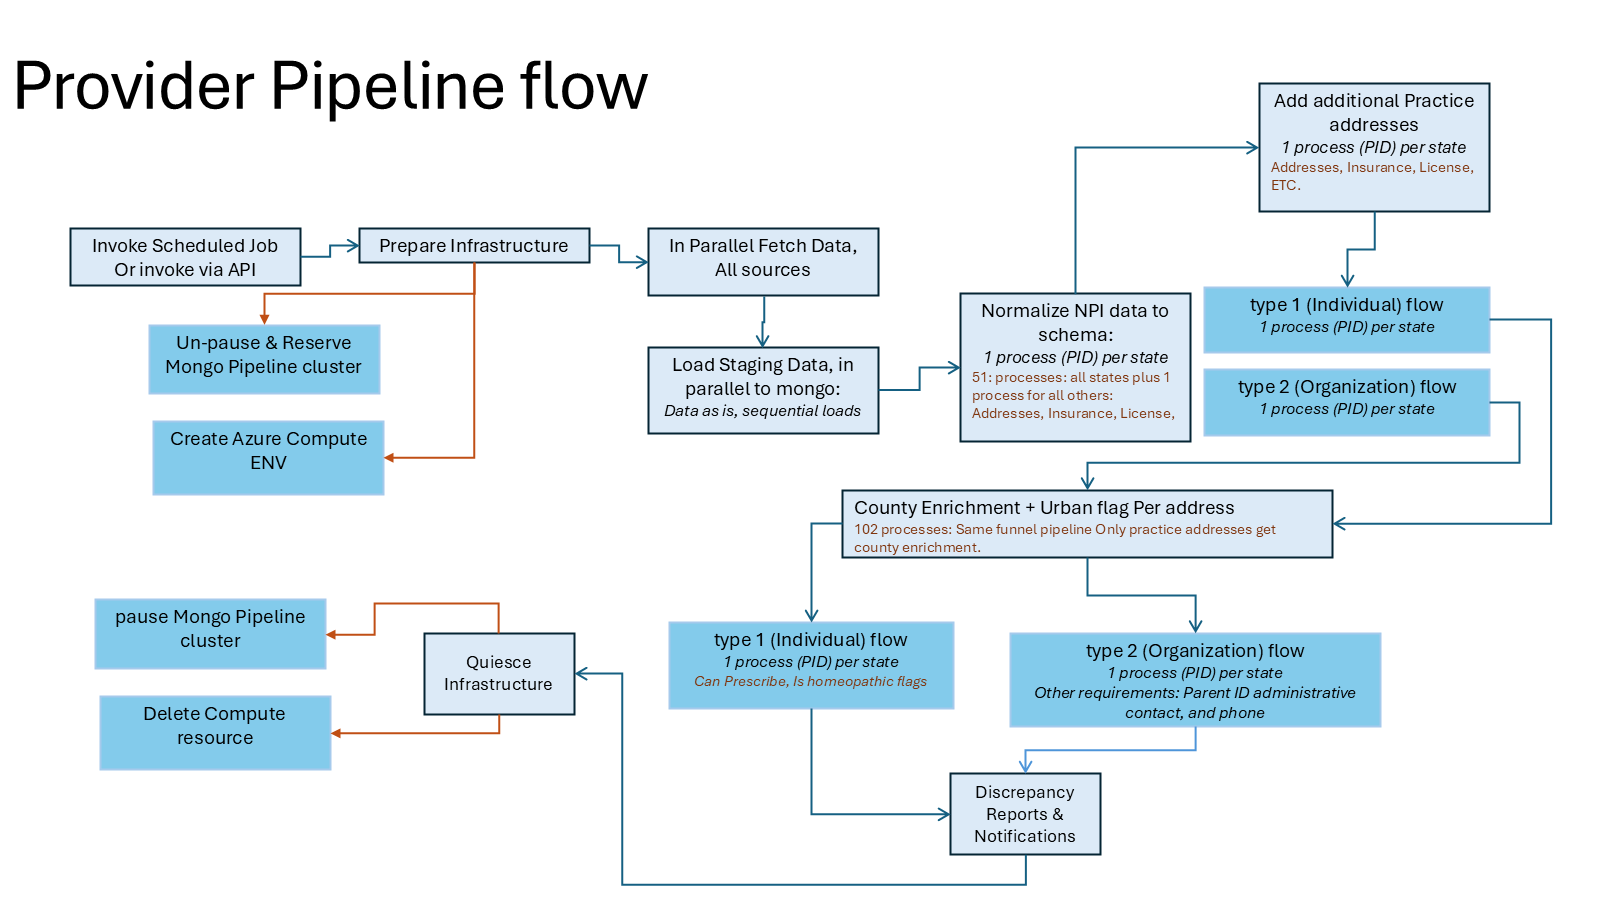 Provider Pipeline flow
Add additional Practice
addresses
1 process (PID) per state
Addresses, Insurance, License,
ETC.
Invoke Scheduled Job
Or invoke via API
Prepare Infrastructure
In Parallel Fetch Data,
All sources
Un-pause & Reserve
Mongo Pipeline cluster
Create Azure Compute
ENV
Load Staging Data, in
parallel to mongo:
Data as is, sequential loads
Normalize NPI data to
schema:
1 process (PID) per state
51: processes: all states plus 1
process for all others:
Addresses, Insurance, License,
type 1 (Individual) flow
1 process (PID) per state
type 2 (Organization) flow
1 process (PID) per state
County Enrichment + Urban flag Per address
102 processes: Same funnel pipeline Only practice addresses get
county enrichment.
type 1 (Individual) flow
1 process (PID) per state
Can Prescribe, Is homeopathic flags
type 2 (Organization) flow
1 process (PID) per state
Other requirements: Parent ID administrative
contact, and phone
Discrepancy
Reports &
Notifications
Quiesce
Infrastructure
pause Mongo Pipeline
cluster
Delete Compute
resource